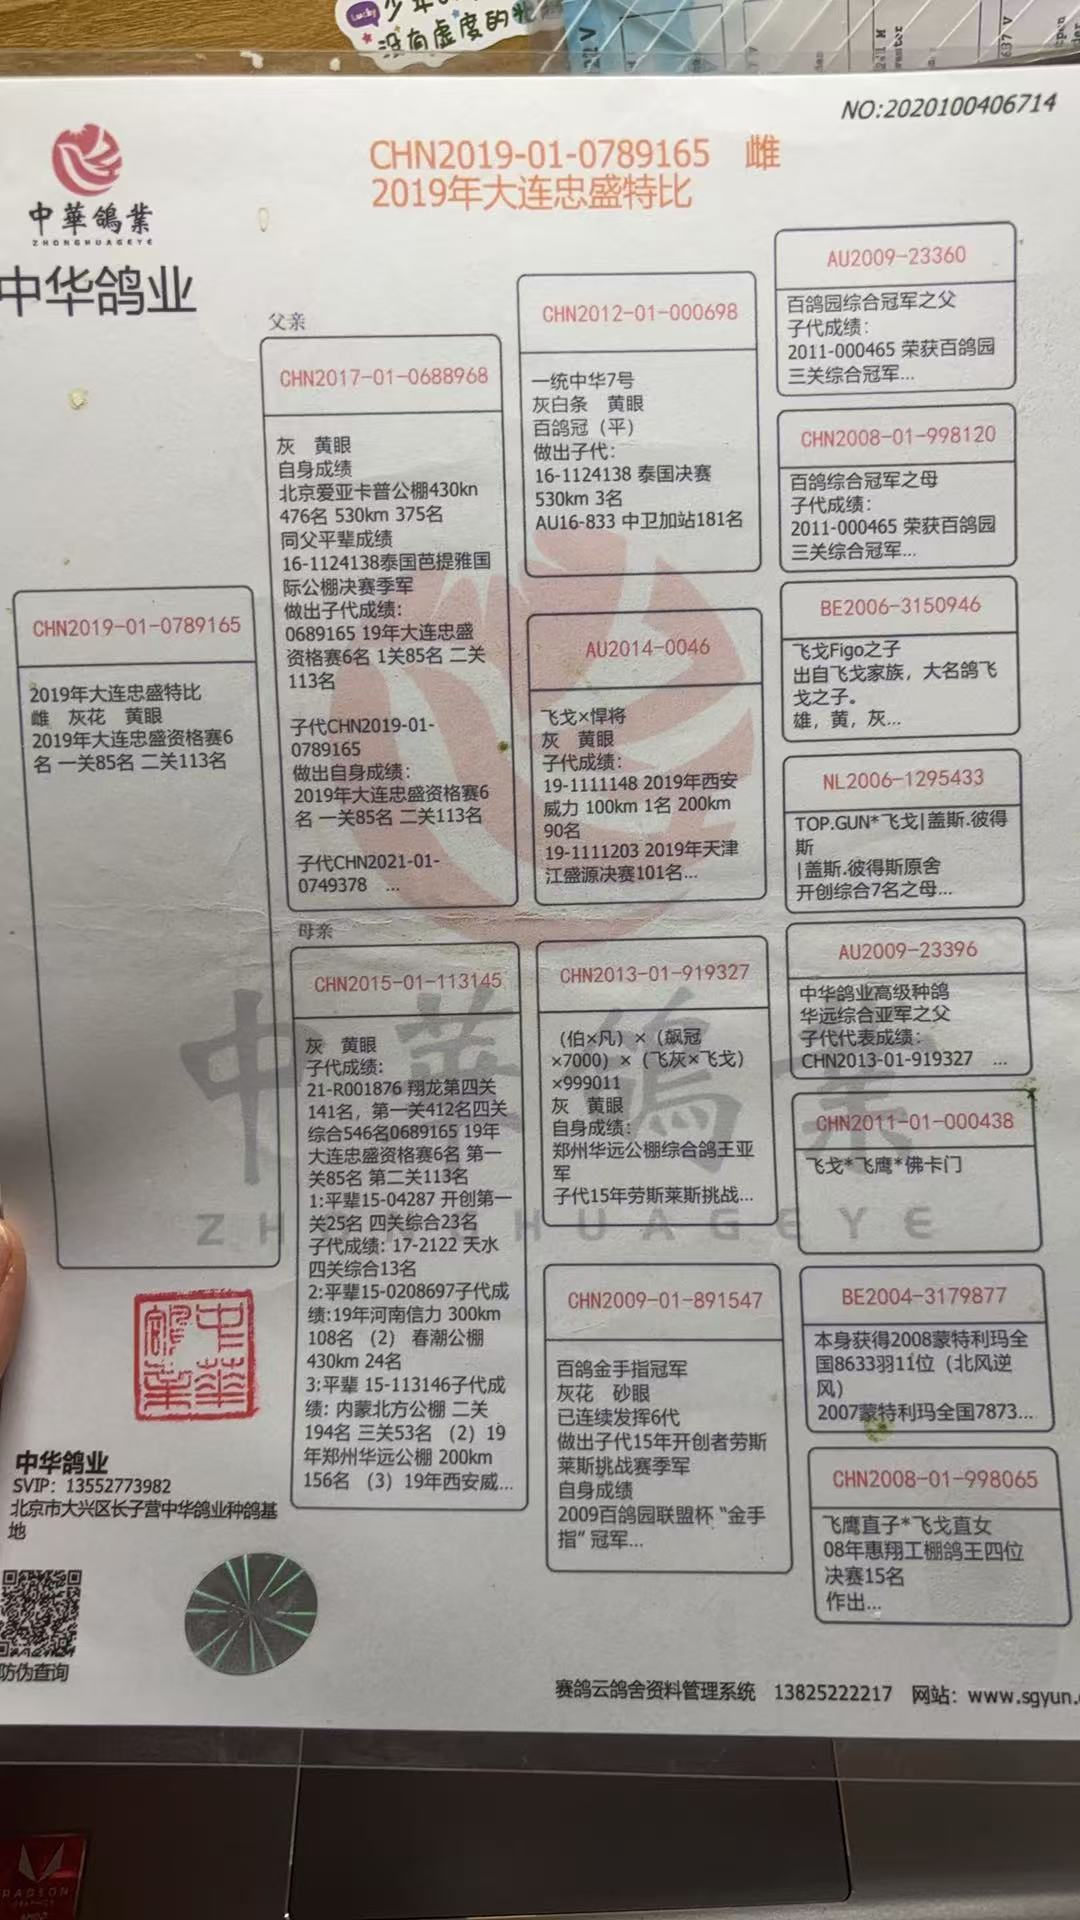 Lucky
没有虚度的
NO:2020100406714
CHN2019-01-0789165 雌
2019年大连忠盛特比
中華鴿業
ZHONGHUAGEYE
中华鸽业
CHN2019-01-0789165
2019年大连忠盛特比
雌 灰花 黄眼
2019年大连忠盛资格赛6
名 一关85名 二关113名
父亲
CHN2017-01-0688968
灰 黄眼
自身成绩
北京爱亚卡普公棚430kn
476名 530km 375名
同父平辈成绩
16-1124138泰国芭提雅国
际公棚决赛季军
做出子代成绩:
0689165 19年大连忠盛
资格赛6名 1关85名 二关
113名
子代CHN2019-01-
0789165
做出自身成绩:
2019年大连忠盛资格赛6
名 一关85名 二关113名
子代CHN2021-01-
0749378 ...
母亲
CHN2015-01-113145
灰 黄眼
子代成绩:
21-R001876 翔龙第四关
141名，第一关412名四关
综合546名0689165 19年
大连忠盛资格赛6名 第一
关85名 第二关113名
1:平辈15-04287 开创第一
关25名 四关综合23名
子代成绩: 17-2122 天水
四关综合13名
2:平辈15-0208697子代成
绩:19年河南信力 300km
108名 （2） 春潮公棚
430km 24名
3:平辈 15-113146子代成
绩: 内蒙北方公棚 二关
194名 三关53名 （2）19
年郑州华远公棚 200km
156名 （3）19年西安威...
CHN2012-01-000698
一统中华7号
灰白条 黄眼
百鸽冠（平）
做出子代:
16-1124138 泰国决赛
530km 3名
AU16-833 中卫加站181名
AU2014-0046
飞戈×悍将
灰 黄眼
子代成绩:
19-1111148 2019年西安
威力 100km 1名 200km
90名
19-1111203 2019年天津
江盛源决赛101名...
CHN2013-01-919327
（伯×凡）×（飙冠
×7000）×（飞灰×飞戈）
×999011
灰 黄眼
自身成绩:
郑州华远公棚综合鸽王亚
军
子代15年劳斯莱斯挑战...
CHN2009-01-891547
百鸽金手指冠军
灰花 砂眼
已连续发挥6代
做出子代15年开创者劳斯
莱斯挑战赛季军
自身成绩
2009百鸽园联盟杯“金手
指”冠军...
AU2009-23360
百鸽园综合冠军之父
子代成绩:
2011-000465 荣获百鸽园
三关综合冠军...
CHN2008-01-998120
百鸽综合冠军之母
子代成绩:
2011-000465 荣获百鸽园
三关综合冠军...
BE2006-3150946
飞戈Figo之子
出自飞戈家族，大名鸽飞
戈之子。
雄，黄，灰...
NL2006-1295433
TOP.GUN*飞戈|盖斯.彼得
斯
|盖斯.彼得斯原舍
开创综合7名之母...
AU2009-23396
中华鸽业高级种鸽
华远综合亚军之父
子代代表成绩:
CHN2013-01-919327 ...
CHN2011-01-000438
飞戈*飞鹰*佛卡门
BE2004-3179877
本身获得2008蒙特利玛全
国8633羽11位（北风逆
风）
2007蒙特利玛全国7873...
CHN2008-01-998065
飞鹰直子*飞戈直女
08年惠翔工棚鸽王四位
决赛15名
作出...
中華鴿業
ZHONGHUAGEYE
中华鸽业
SVIP: 13552773982
北京市大兴区长子营中华鸽业种鸽基
地
防伪查询
赛鸽云鸽舍资料管理系统 13825222217 网站: www.sgyun.
RADEON